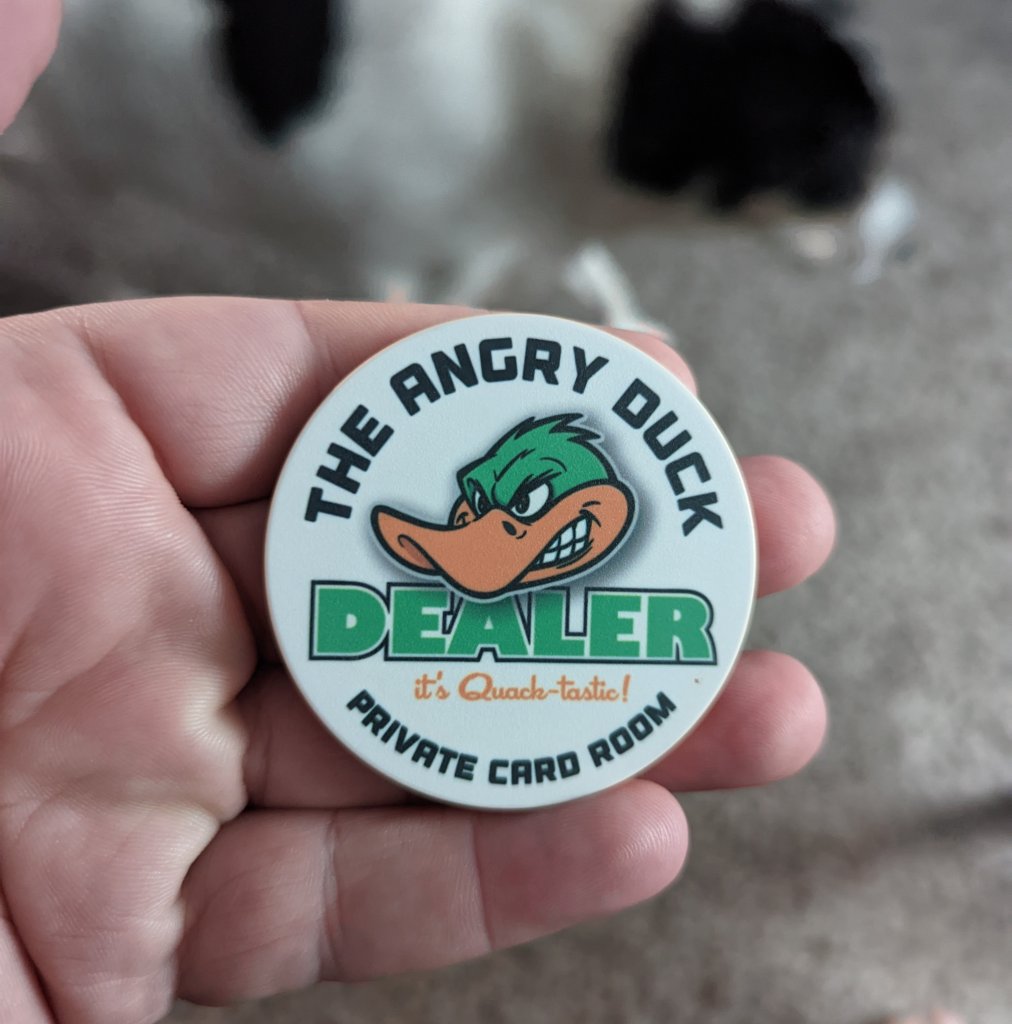 THE ANGRY DUCK
DEALER
it's Quack-tastic!
PRIVATE CARD ROOM